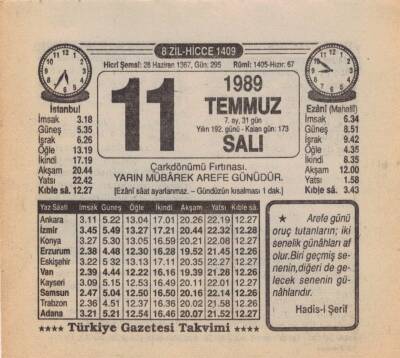 8 ZİL-HİCCE 1409
Hicrî Şemsî: 28 Haziran 1367, Gün: 295 Rûmî: 1405-Hızır: 67
11
1989
TEMMUZ
7. ay, 31 gün
Yılın 192. günü - Kalan gün: 173
SALI
İstanbul
İmsak 3.18
Güneş 5.35
İşrak 6.26
Öğle 13.19
İkindi 17.19
Akşam 20.44
Yatsı 22.42
Kıble sâ. 12.27
Ezânî (Mahallî)
İmsak 6.34
Güneş 8.51
İşrak 9.42
Öğle 4.35
İkindi 8.35
Akşam 12.00
Yatsı 1.58
Kıble sâ. 3.43
Çarkdönümü Fırtınası.
YARIN MÜBÂREK AREFE GÜNÜDÜR.
[Ezânî sâat ayarlanmaz. – Gündüzün kısalması 1 dak.]
Yaz Saati İmsak Güneş Öğle İkindi Akşam Yatsı Kıble sâ.
Ankara 3.11 5.22 13.04 17.01 20.26 22.19 12.27
İzmir 3.45 5.49 13.27 17.21 20.44 22.32 12.28
Konya 3.27 5.30 13.05 16.59 20.21 22.08 12.27
Erzurum 2.38 4.48 12.30 16.28 19.52 21.45 12.26
Eskişehir 3.22 5.32 13.13 17.11 20.35 22.27 12.27
Van 2.39 4.44 12.22 16.16 19.39 21.28 12.26
Kayseri 3.09 5.15 12.53 16.49 20.11 22.01 12.27
Samsun 2.47 5.04 12.50 16.50 20.16 22.14 12.26
Trabzon 2.36 4.51 12.37 16.36 20.02 21.58 12.26
Adana 3.21 5.21 12.54 16.46 20.07 21.52 12.27
★ Arefe günü
oruç tutanların; iki
senelik günâhları af
olur.Biri geçmiş se-
nenin,diğeri de ge-
lecek senenin gü-
nâhlarıdır.
Hadis-i Şerif
★★★★ Türkiye Gazetesi Takvimi ★★★★